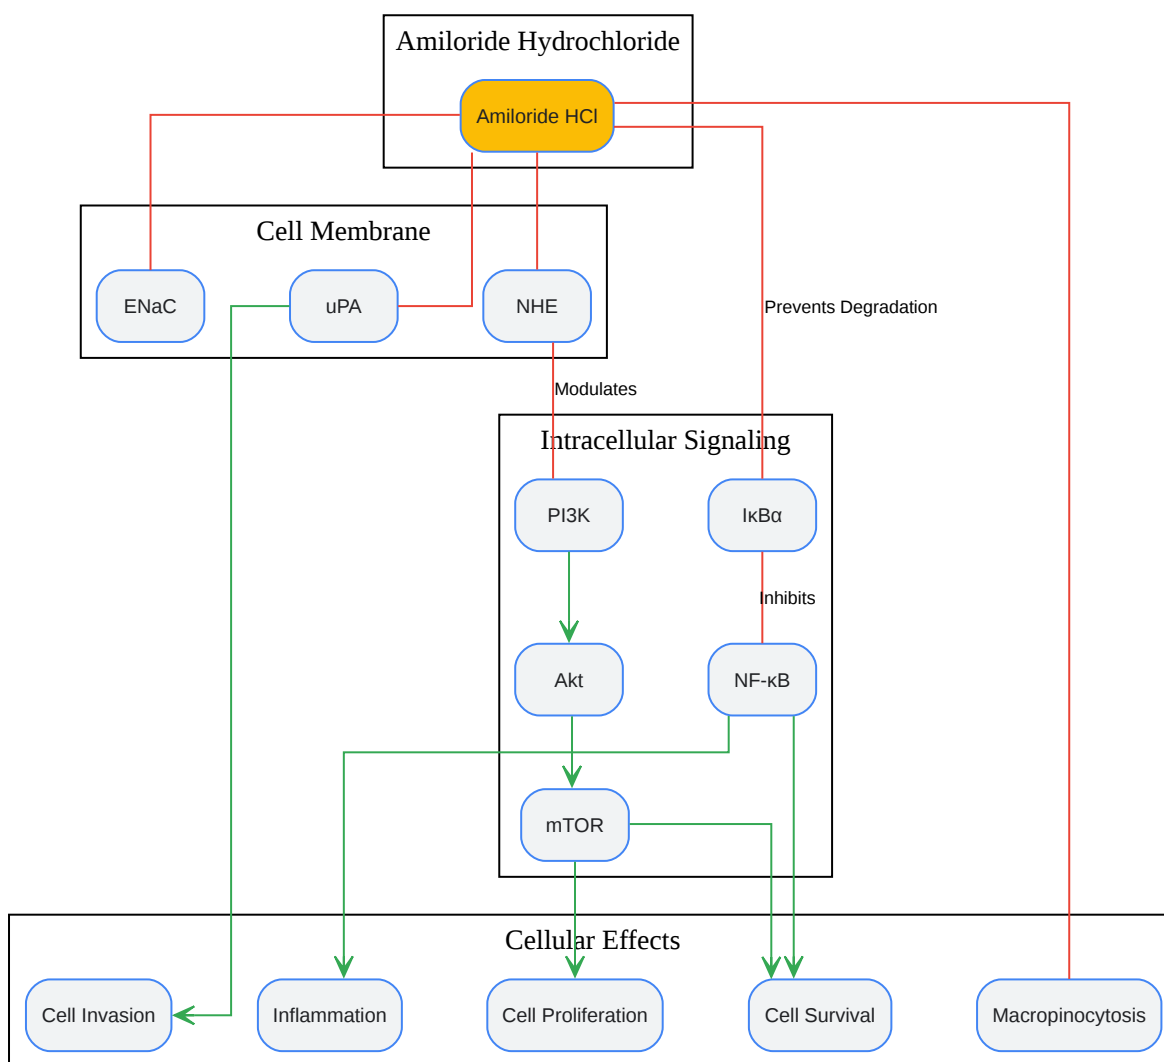 Amiloride Hydrochloride
Amiloride HCl
Cell Membrane
ENaC
uPA
NHE
Prevents Degradation
Modulates
Intracellular Signaling
PI3K
IκBα
Inhibits
Akt
NF-κB
mTOR
Cellular Effects
Cell Invasion
Inflammation
Cell Proliferation
Cell Survival
Macropinocytosis